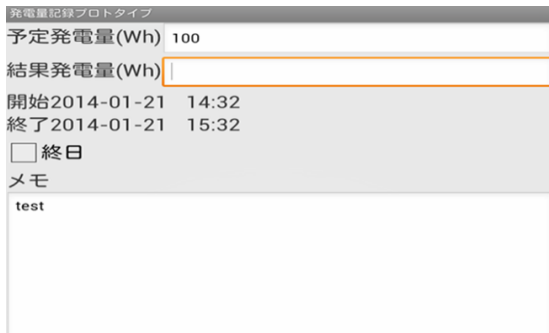 発電量記録プロトタイプ
予定発電量(Wh) 100
結果発電量(Wh)
開始2014-01-21 14:32
終了2014-01-21 15:32
終日
メモ
test